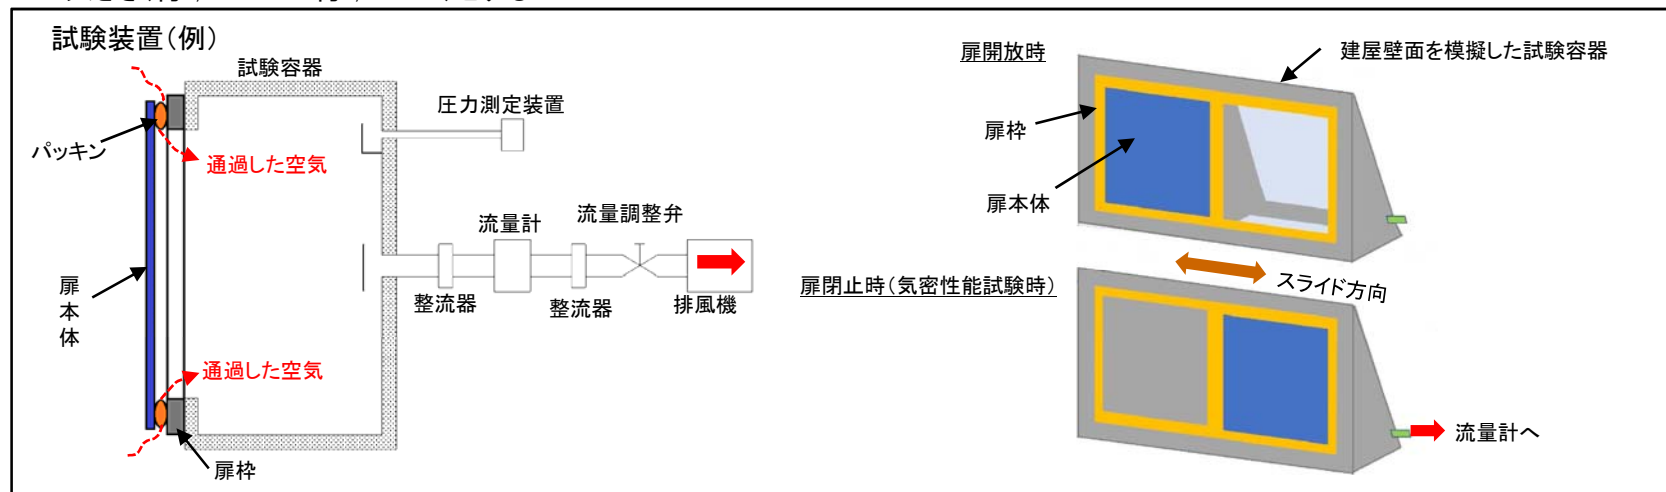 試験装置(例)
試験容器
圧力測定装置
パッキン
通過した空気
流量計
流量調整弁
扉本体
整流器
整流器
排風機
通過した空気
扉枠
扉開放時
建屋壁面を模擬した試験容器
扉枠
扉本体
扉閉止時(気密性能試験時)
スライド方向
流量計へ